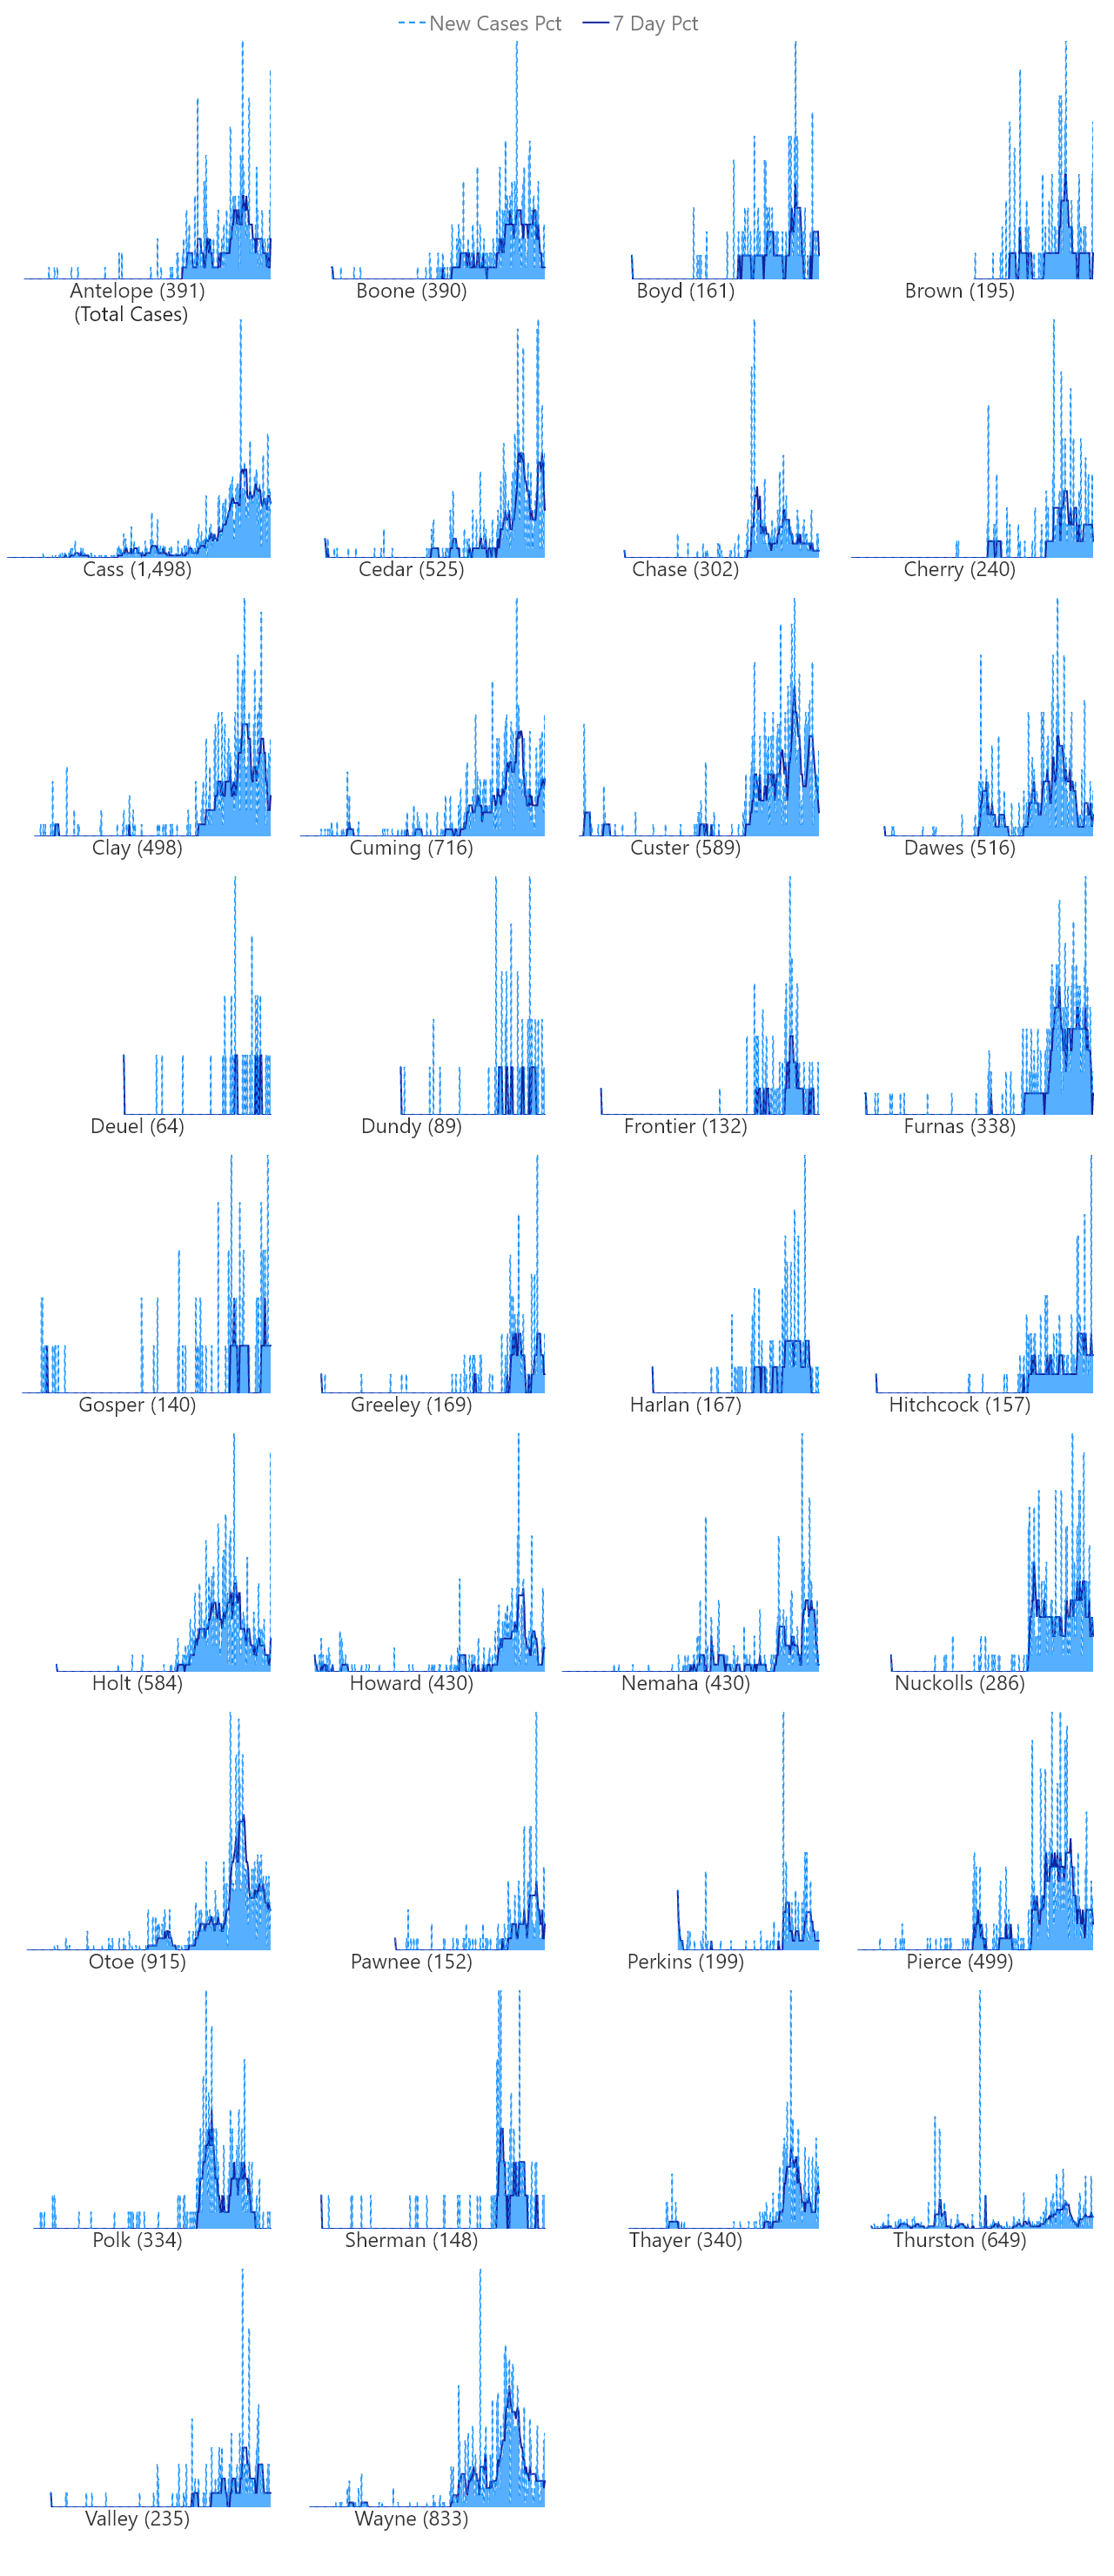 New Cases Pct 7 Day Pct
Antelope (391) Boone (390) Boyd (161) Brown (195)
(Total Cases)
Cass (1,498) Cedar (525) Chase (302) Cherry (240)
Clay (498) Cuming (716) Custer (589) Dawes (516)
Deuel (64) Dundy (89) Frontier (132) Furnas (338)
Gosper (140) Greeley (169) Harlan (167) Hitchcock (157)
Holt (584) Howard (430) Nemaha (430) Nuckolls (286)
Otoe (915) Pawnee (152) Perkins (199) Pierce (499)
Polk (334) Sherman (148) Thayer (340) Thurston (649)
Valley (235) Wayne (833)